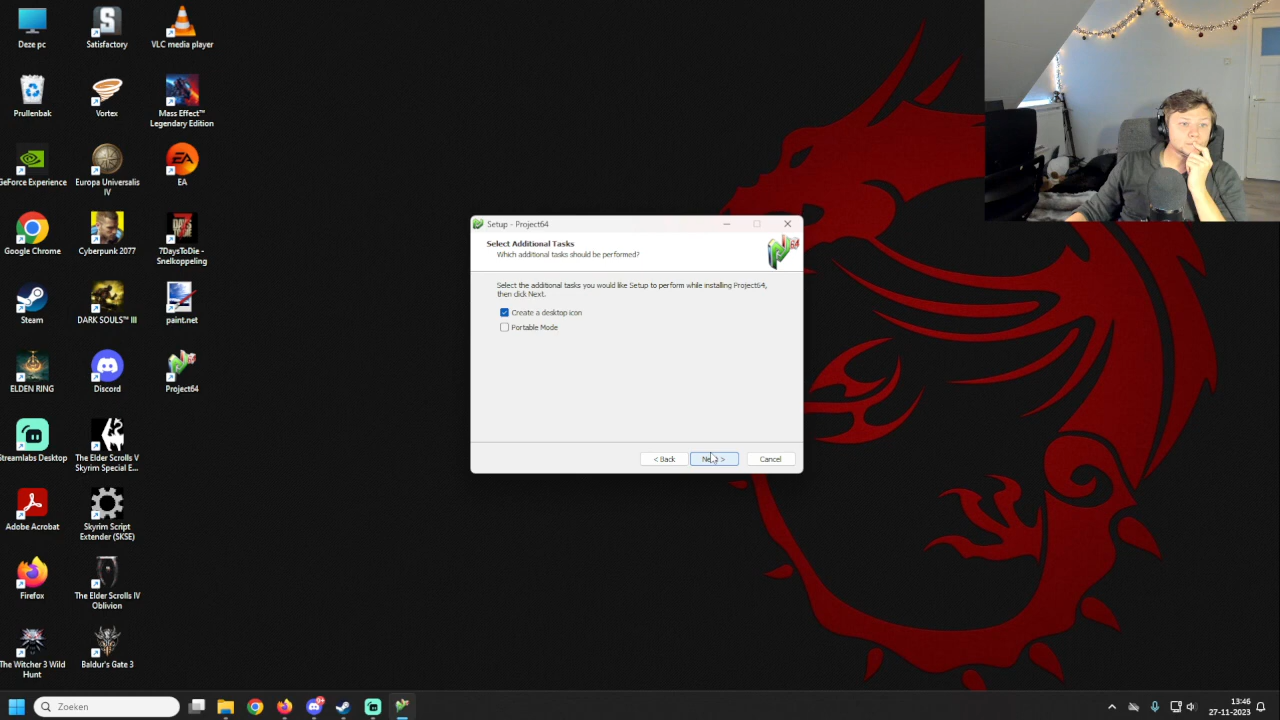 Deze pc
Satisfactory
VLC media player
Prullenbak
Vortex
Mass Effect™
Legendary Edition
GeForce Experience
Europa Universalis
IV
EA
Google Chrome
Cyberpunk 2077
7DaysToDie -
Snelkoppeling
Steam
DARK SOULS™ III
paint.net
ELDEN RING
Discord
Project64
Streamlabs Desktop
The Elder Scrolls V
Skyrim Special E...
Adobe Acrobat
Skyrim Script
Extender (SKSE)
Firefox
The Elder Scrolls IV
Oblivion
The Witcher 3 Wild
Hunt
Baldur's Gate 3
Setup - Project64
Select Additional Tasks
Which additional tasks should be performed?
Select the additional tasks you would like Setup to perform while installing Project64,
then click Next.
Create a desktop icon
Portable Mode
< Back
Next >
Cancel
Zoeken
13:46
27-11-2023